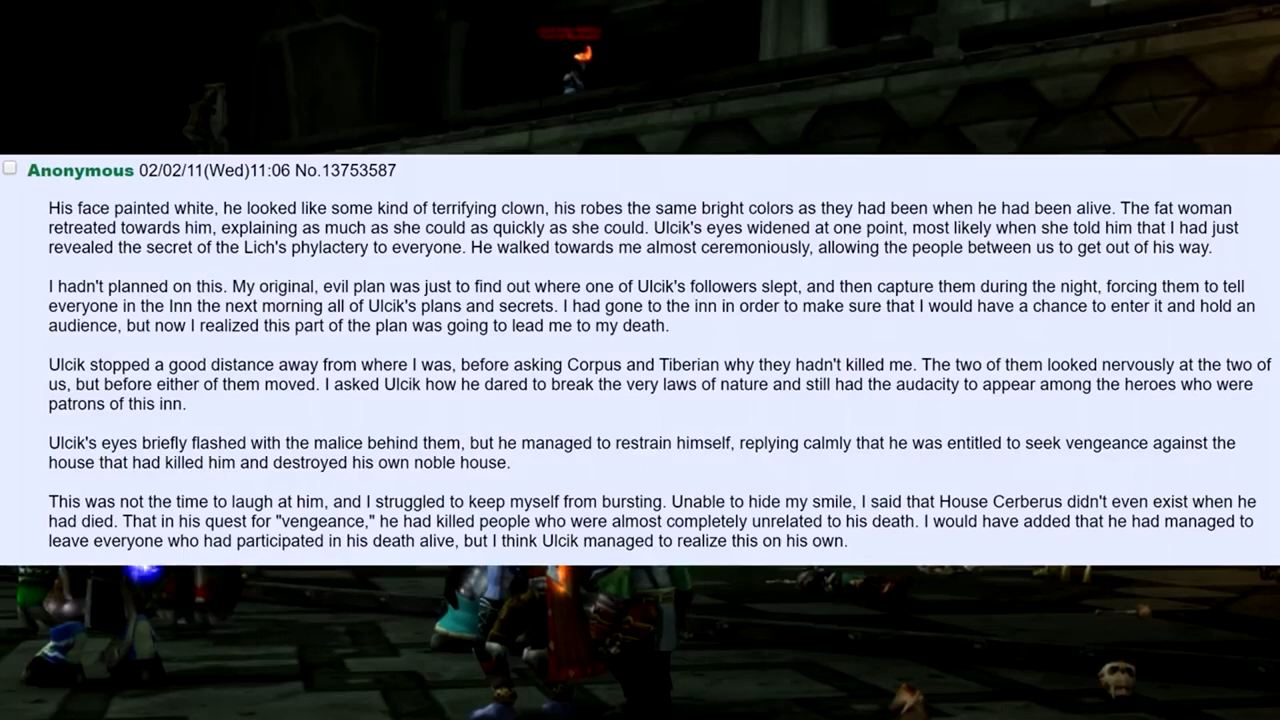 Anonymous 02/02/11(Wed)11:06 No.13753587
His face painted white, he looked like some kind of terrifying clown, his robes the same bright colors as they had been when he had been alive. The fat woman
retreated towards him, explaining as much as she could as quickly as she could. Ulcik's eyes widened at one point, most likely when she told him that I had just
revealed the secret of the Lich's phylactery to everyone. He walked towards me almost ceremoniously, allowing the people between us to get out of his way.
I hadn't planned on this. My original, evil plan was just to find out where one of Ulcik's followers slept, and then capture them during the night, forcing them to tell
everyone in the Inn the next morning all of Ulcik's plans and secrets. I had gone to the inn in order to make sure that I would have a chance to enter it and hold an
audience, but now I realized this part of the plan was going to lead me to my death.
Ulcik stopped a good distance away from where I was, before asking Corpus and Tiberian why they hadn't killed me. The two of them looked nervously at the two of
us, but before either of them moved. I asked Ulcik how he dared to break the very laws of nature and still had the audacity to appear among the heroes who were
patrons of this inn.
Ulcik's eyes briefly flashed with the malice behind them, but he managed to restrain himself, replying calmly that he was entitled to seek vengeance against the
house that had killed him and destroyed his own noble house.
This was not the time to laugh at him, and I struggled to keep myself from bursting. Unable to hide my smile, I said that House Cerberus didn't even exist when he
had died. That in his quest for "vengeance," he had killed people who were almost completely unrelated to his death. I would have added that he had managed to
leave everyone who had participated in his death alive, but I think Ulcik managed to realize this on his own.